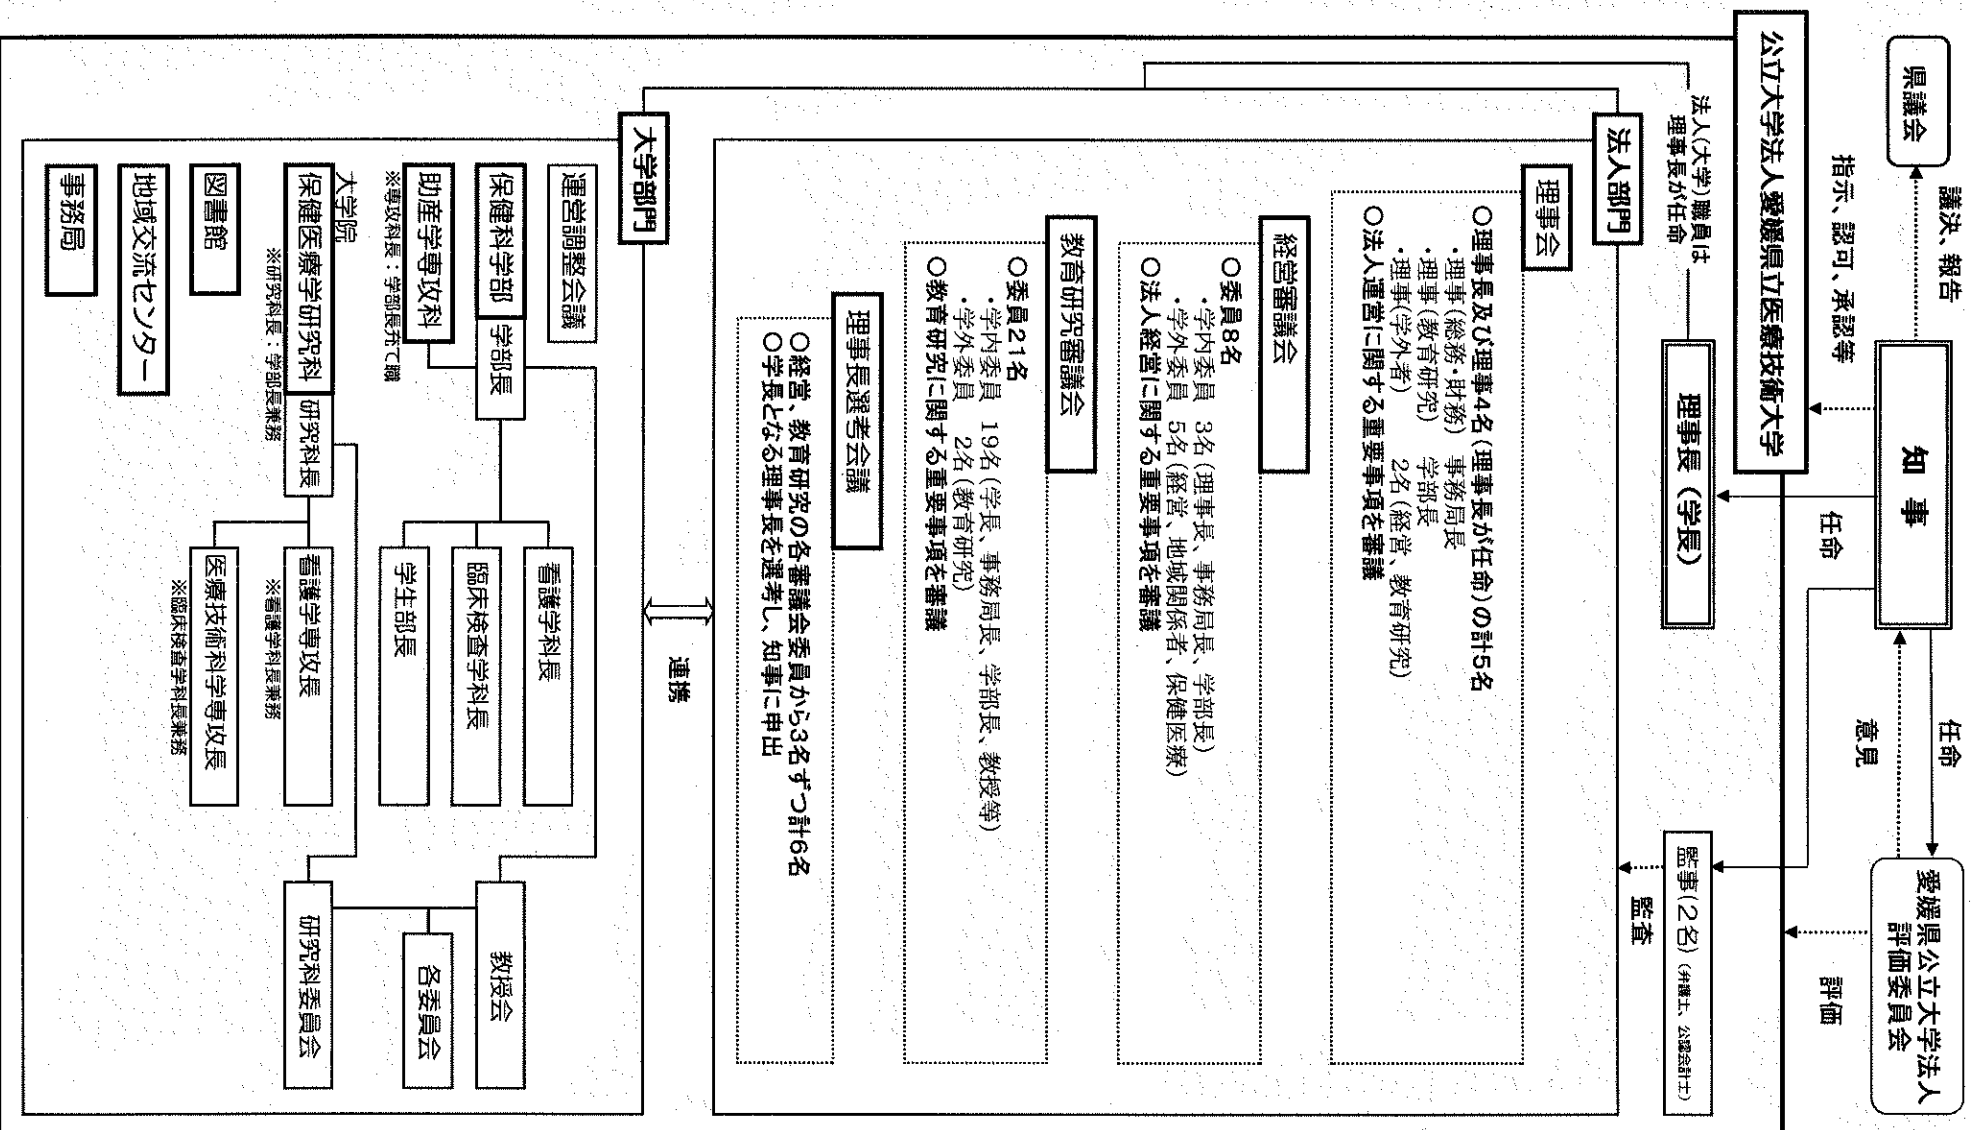 県議会
議決、報告
知 事
任命
意見
愛媛県公立大学法人
評価委員会
指示、認可、承認等
任命
評価
公立大学法人愛媛県立医療技術大学
法人(大学)職員は
理事長が任命
理事長(学長)
監事(2名)(弁護士、公認会計士)
監査
法人部門
理事会
○理事長及び理事4名(理事長が任命)の計5名
・理事(総務・財務) 事務局長
・理事(教育研究) 学部長
・理事(学外者) 2名(経営、教育研究)
○法人運営に関する重要事項を審議
経営審議会
○委員8名
・学内委員 3名(理事長、事務局長、学部長)
・学外委員 5名(経営、地域関係者、保健医療)
○法人経営に関する重要事項を審議
教育研究審議会
○委員21名
・学内委員 19名(学長、事務局長、学部長、教授等)
・学外委員 2名(教育研究)
○教育研究に関する重要事項を審議
理事長選考会議
○経営、教育研究の各審議会委員から3名ずつ計6名
○学長となる理事長を選考し、知事に申出
連携
大学部門
運営調整会議
保健科学部
学部長
看護学科長
臨床検査学科長
学生部長
教授会
各委員会
助産学専攻科
※専攻科長:学部長充て職
大学院
保健医療学研究科
研究科長
※研究科長:学部長兼務
看護学専攻長
※看護学科長兼務
医療技術科学専攻長
※臨床検査学科長兼務
研究科委員会
図書館
地域交流センター
事務局